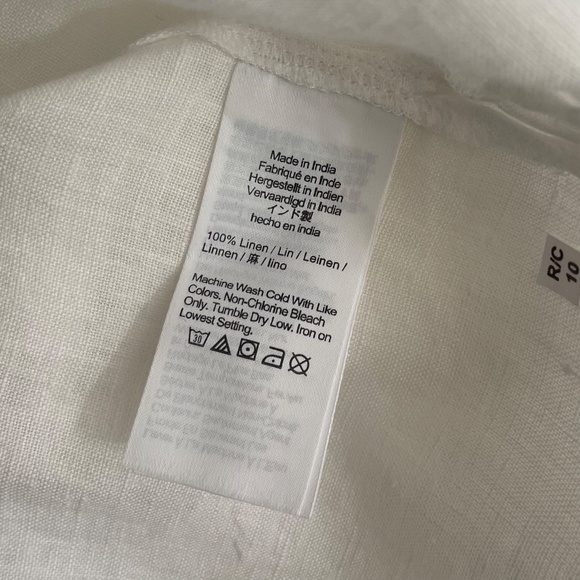 Made in India
Fabriqué en Inde
Hergestellt in Indien
Vervaardigd in India
インド製
hecho en india
100% Linen / Lin / Leinen /
Linnen / 麻 / lino
Machine Wash Cold With Like
Colors. Non-Chlorine Bleach
Only. Tumble Dry Low. Iron on
Lowest Setting.
30
R/C
10